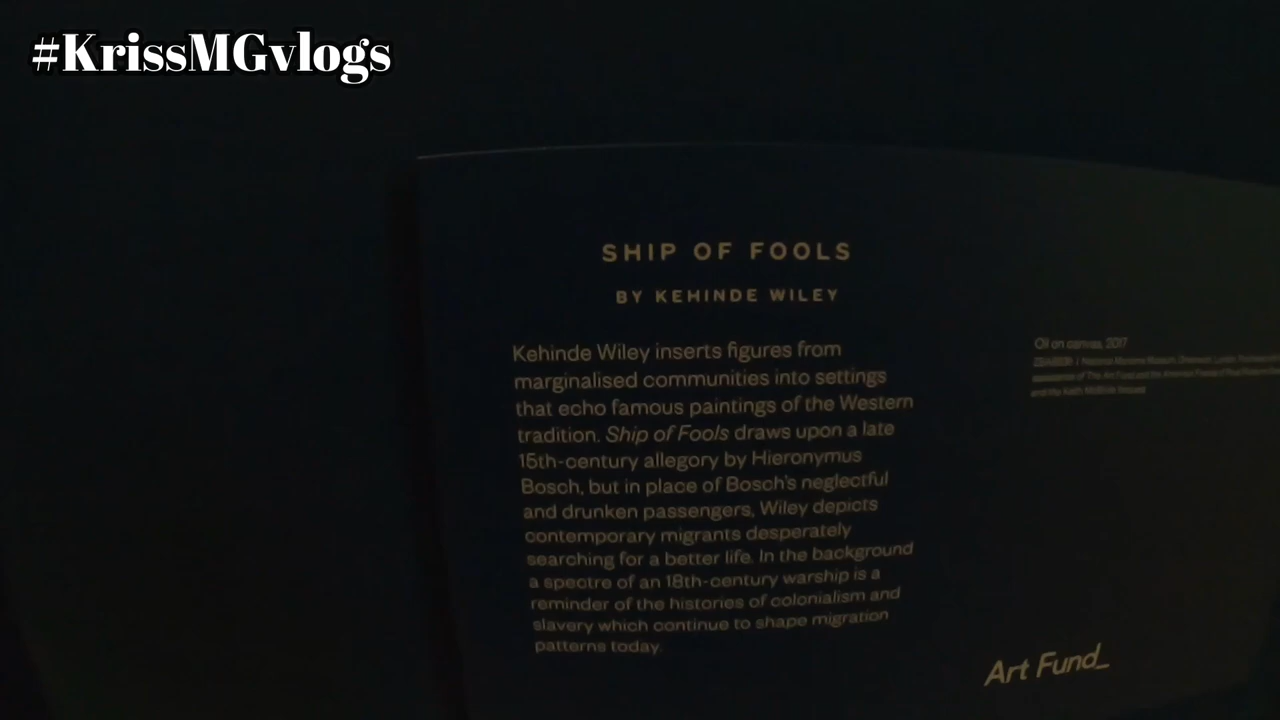 #KrissMGvlogs
SHIP OF FOOLS
BY KEHINDE WILEY
Kehinde Wiley inserts figures from
marginalised communities into settings
that echo famous paintings of the Western
tradition. Ship of Fools draws upon a late
15th-century allegory by Hieronymus
Bosch, but in place of Bosch's neglectful
and drunken passengers, Wiley depicts
contemporary migrants desperately
searching for a better life. In the background
a spectre of an 18th-century warship is a
reminder of the histories of colonialism and
slavery which continue to shape migration
patterns today.
Oil on canvas, 2017
Art Fund_